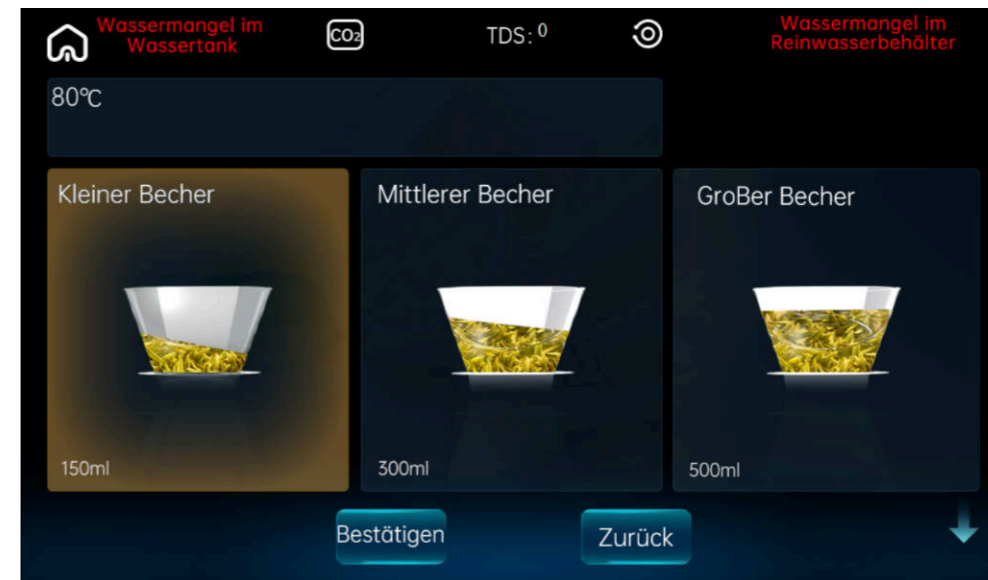 Wassermangel im
Wassertank
CO2
TDS: 0
Wassermangel im
Reinwasserbehälter
80℃
Kleiner Becher
Mittlerer Becher
GroBer Becher
150ml
300ml
500ml
Bestätigen
Zurück